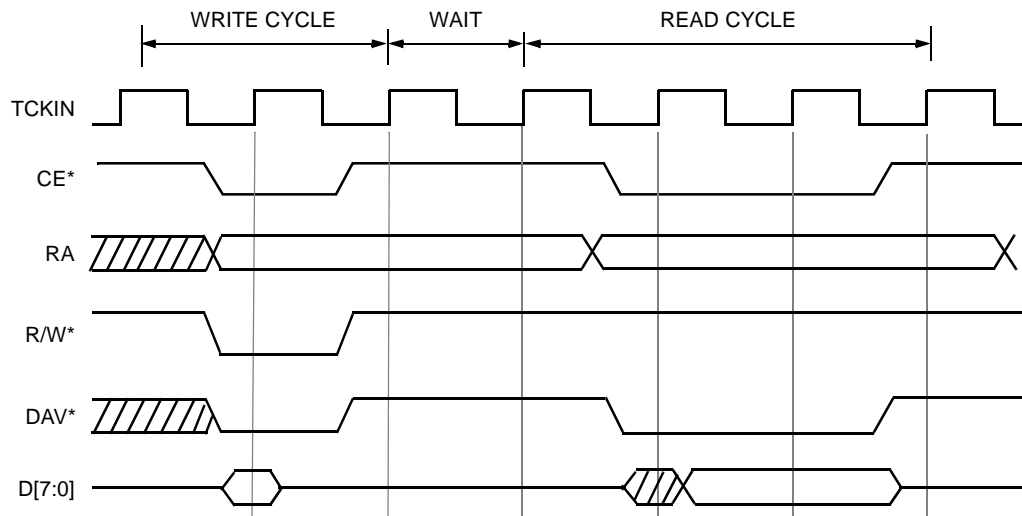 WRITE CYCLE WAIT READ CYCLE
TCKIN
CE*
RA
R/W*
DAV*
D[7:0]